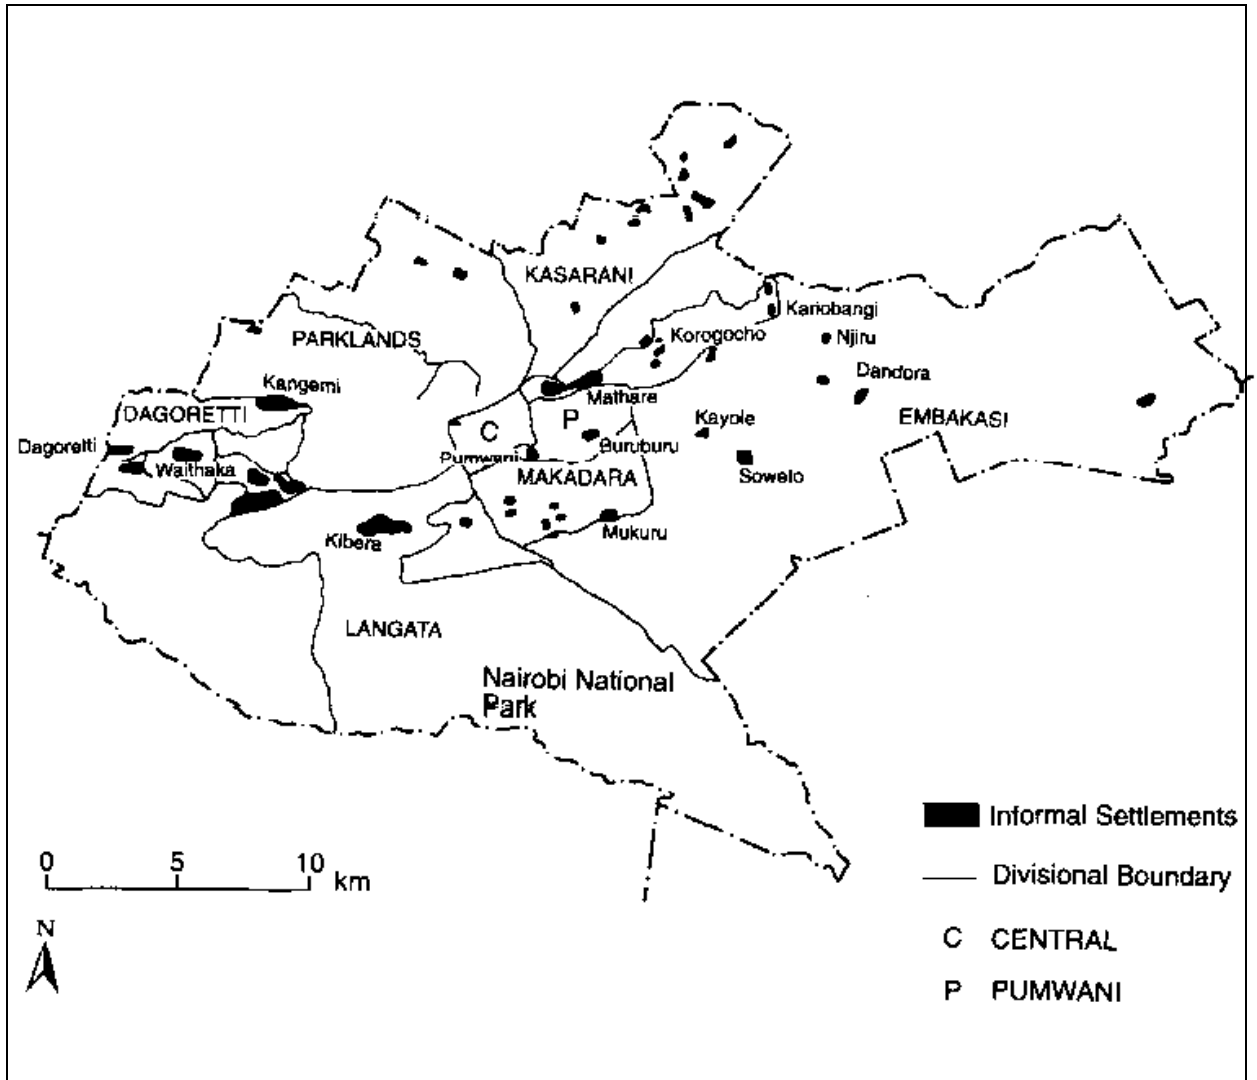 KASARANI
Kariobangi
PARKLANDS
Korogocho
Njiru
Kangemi
Dandora
Mathare
DAGORETTI
EMBAKASI
Kayole
C
P
Dagoretti
Buruburu
Pumwani
Waithaka
MAKADARA
Sowelo
Mukuru
Kibera
LANGATA
Nairobi National
Park
Informal Settlements
0 5 10 km
Divisional Boundary
N
C CENTRAL
P PUMWANI